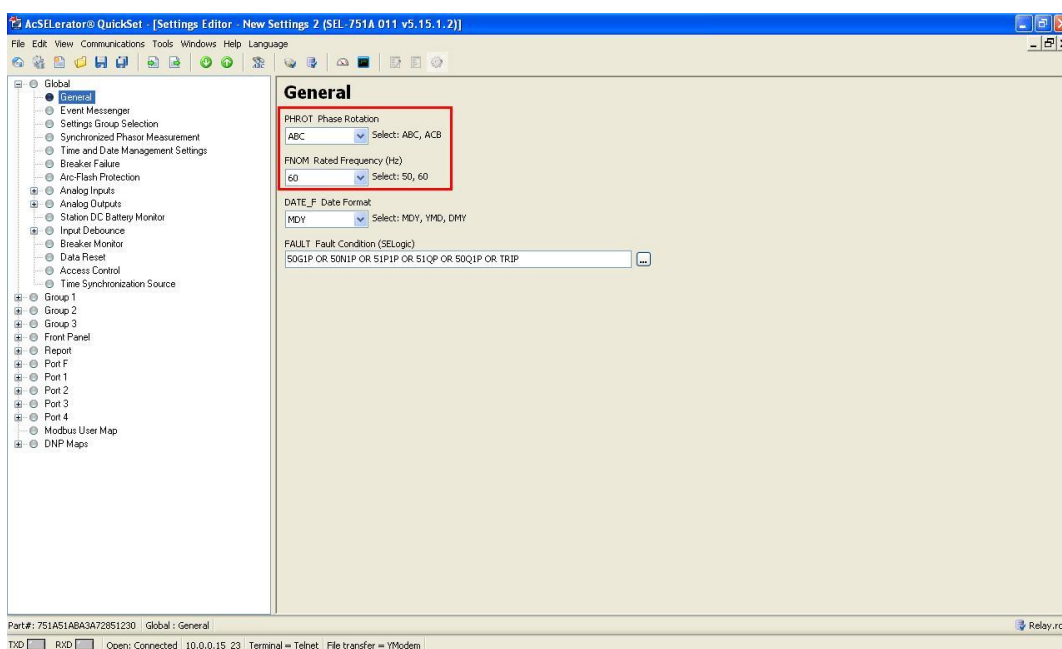 AcSELerator® QuickSet - [Settings Editor - New Settings 2 (SEL-751A 011 v5.15.1.2)]
File Edit View Communications Tools Windows Help Language
Global
General
Event Messenger
Settings Group Selection
Synchronized Phasor Measurement
Time and Date Management Settings
Breaker Failure
Arc-Flash Protection
Analog Inputs
Analog Outputs
Station DC Battery Monitor
Input Debounce
Breaker Monitor
Data Reset
Access Control
Time Synchronization Source
Group 1
Group 2
Group 3
Front Panel
Report
Port F
Port 1
Port 2
Port 3
Port 4
Modbus User Map
DNP Maps
General
PHROT Phase Rotation
ABC Select: ABC, ACB
FNOM Rated Frequency (Hz)
60 Select: 50, 60
DATE_F Date Format
MDY Select: MDY, YMD, DMY
FAULT Fault Condition (SELogic)
50G1P OR 50N1P OR 51P1P OR 51QP OR 50Q1P OR TRIP
...
Part#: 751A51ABA3A72851230 Global : General Relay.rd
TXD RXD Open: Connected 10.0.0.15 23 Terminal = Telnet File transfer = YModem